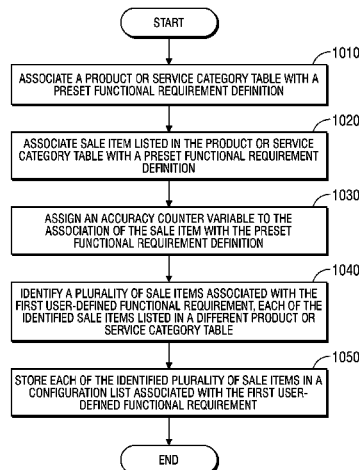 START
1010
ASSOCIATE A PRODUCT OR SERVICE CATEGORY TABLE WITH A
PRESET FUNCTIONAL REQUIREMENT DEFINITION
1020
ASSOCIATE SALE ITEM LISTED IN THE PRODUCT OR SERVICE
CATEGORY TABLE WITH A PRESET FUNCTIONAL REQUIREMENT
DEFINITION
1030
ASSIGN AN ACCURACY COUNTER VARIABLE TO THE
ASSOCIATION OF THE SALE ITEM WITH THE PRESET
FUNCTIONAL REQUIREMENT DEFINITION
1040
IDENTIFY A PLURALITY OF SALE ITEMS ASSOCIATED WITH THE
FIRST USER-DEFINED FUNCTIONAL REQUIREMENT, EACH OF THE
IDENTIFIED SALE ITEMS LISTED IN A DIFFERENT PRODUCT OR
SERVICE CATEGORY TABLE
1050
STORE EACH OF THE IDENTIFIED PLURALITY OF SALE ITEMS IN A
CONFIGURATION LIST ASSOCIATED WITH THE FIRST USER-
DEFINED FUNCTIONAL REQUIREMENT
END